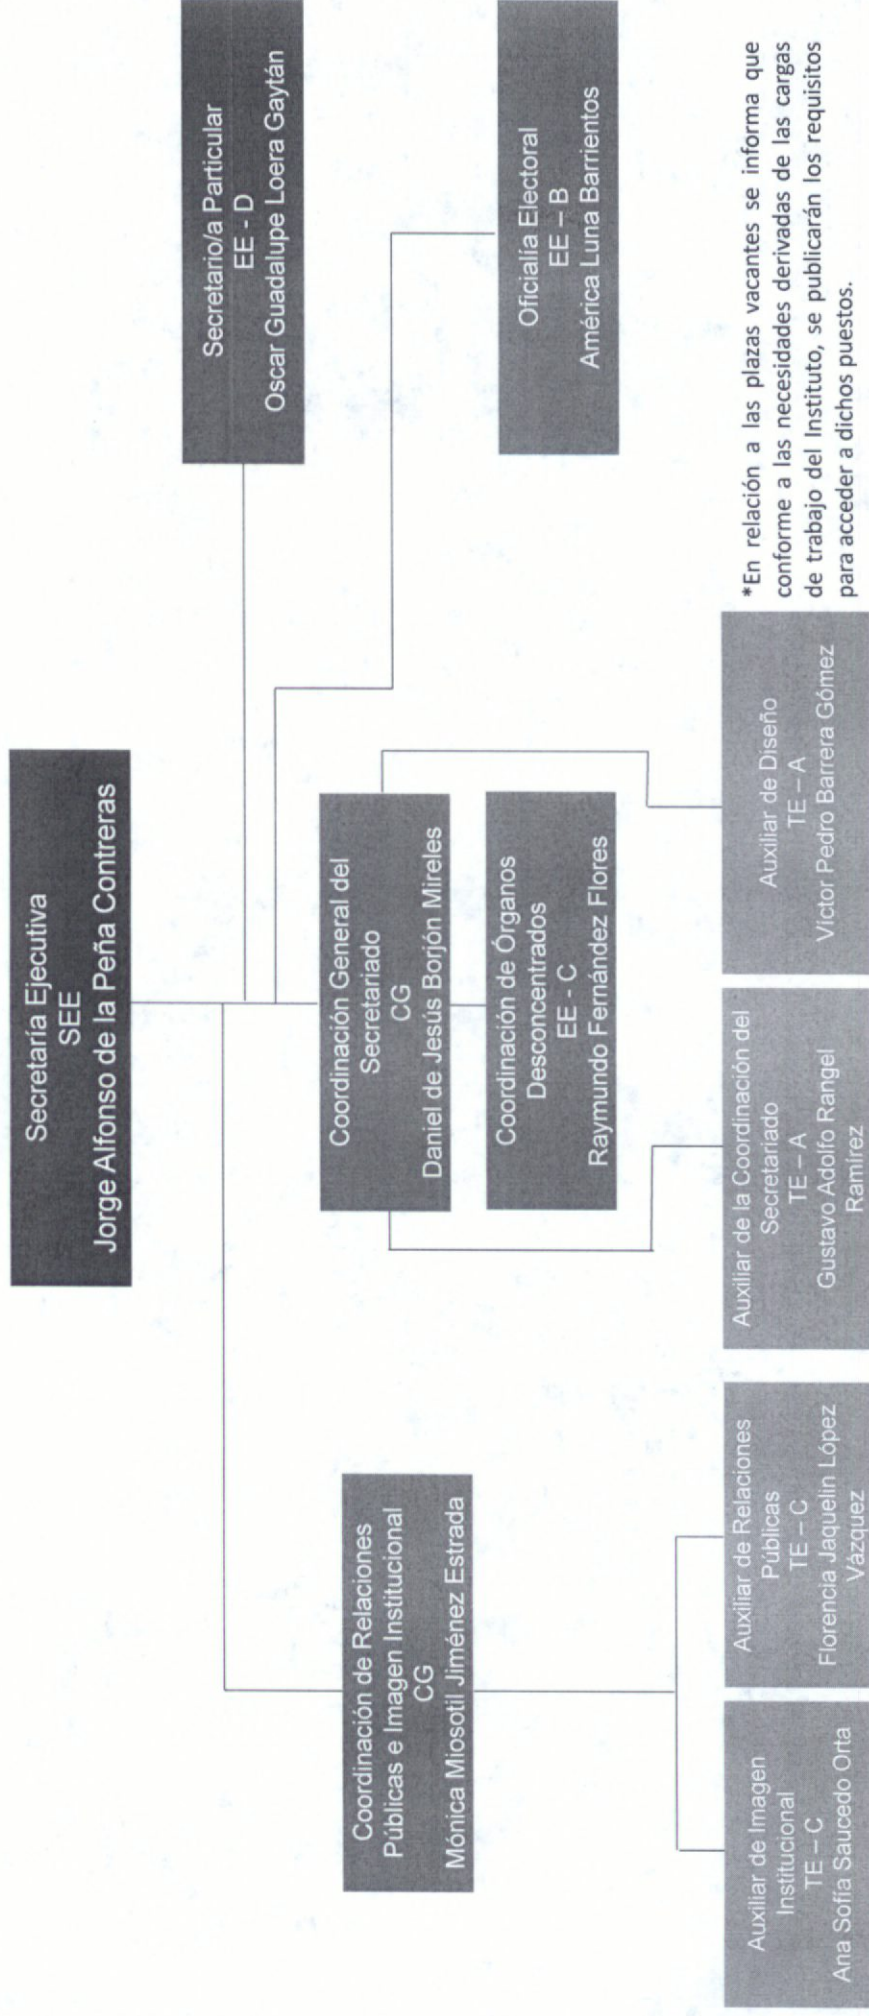 Secretaría Ejecutiva
SEE
Jorge Alfonso de la Peña Contreras
Secretario/a Particular
EE - D
Oscar Guadalupe Loera Gaytán
Coordinación de Relaciones
Públicas e Imagen Institucional
CG
Mónica Miosotil Jiménez Estrada
Coordinación General del
Secretariado
CG
Daniel de Jesús Borjón Mireles
Coordinación de Órganos
Desconcentrados
EE - C
Raymundo Fernández Flores
Oficialía Electoral
EE – B
América Luna Barrientos
Auxiliar de Imagen
Institucional
TE – C
Ana Sofía Saucedo Orta
Auxiliar de Relaciones
Públicas
TE – C
Florencia Jaquelin López
Vázquez
Auxiliar de la Coordinación del
Secretariado
TE – A
Gustavo Adolfo Rangel
Ramírez
Auxiliar de Diseño
TE – A
Víctor Pedro Barrera Gómez
*En relación a las plazas vacantes se informa que
conforme a las necesidades derivadas de las cargas
de trabajo del Instituto, se publicarán los requisitos
para acceder a dichos puestos.